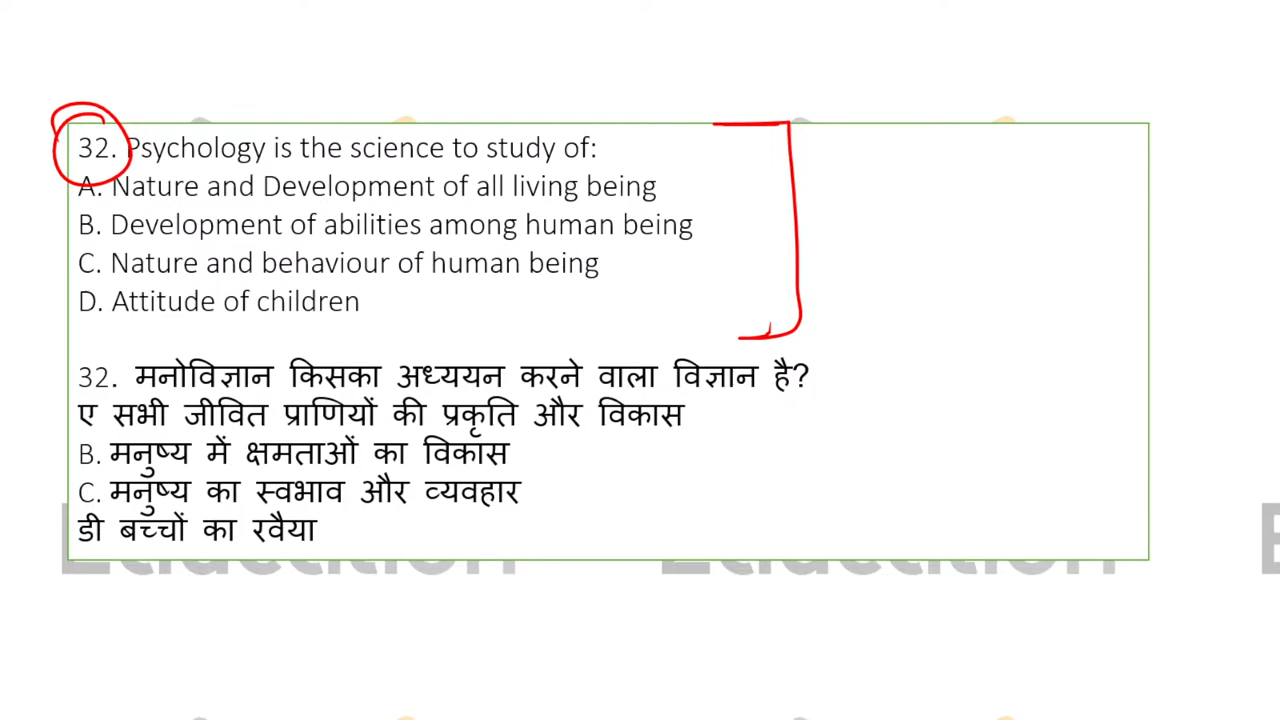 32. Psychology is the science to study of:
A. Nature and Development of all living being
B. Development of abilities among human being
C. Nature and behaviour of human being
D. Attitude of children
32. मनोविज्ञान किसका अध्ययन करने वाला विज्ञान है?
ए सभी जीवित प्राणियों की प्रकृति और विकास
B. मनुष्य में क्षमताओं का विकास
C. मनुष्य का स्वभाव और व्यवहार
डी बच्चों का रवैया